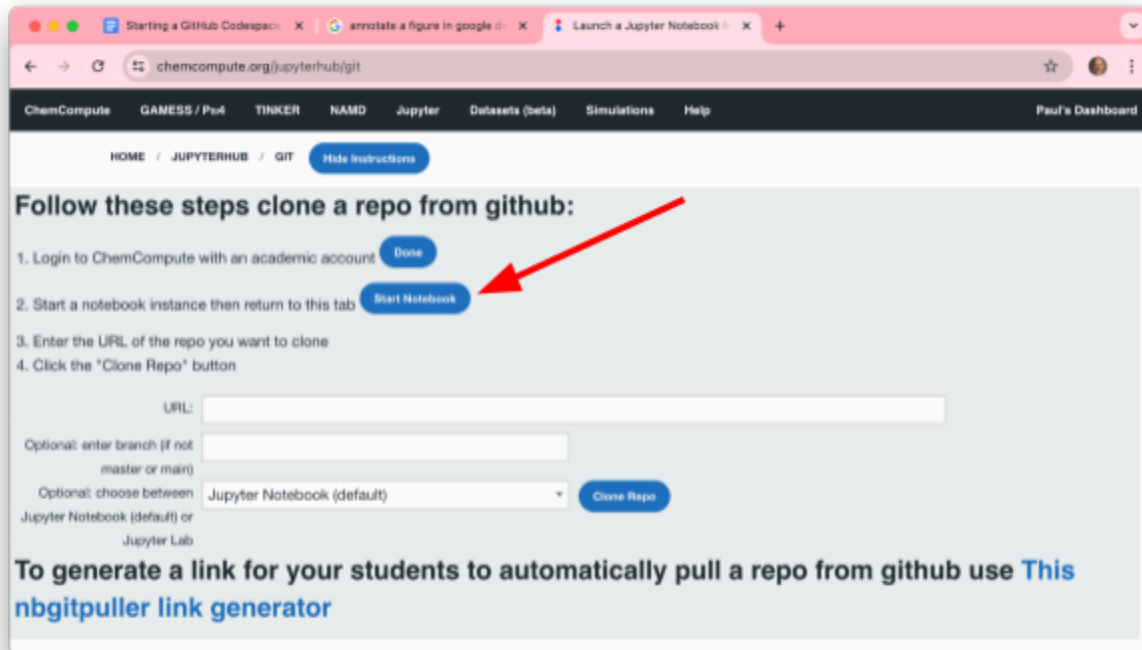 Starting a GitHub Codespace
annotate a figure in google d
Launch a Jupyter Notebook f
chemcompute.org/jupyterhub/git
ChemCompute GAMESS / Psi4 TINKER NAMD Jupyter Datasets (beta) Simulations Help Paul's Dashboard
HOME / JUPYTERHUB / GIT Hide Instructions
Follow these steps clone a repo from github:
1. Login to ChemCompute with an academic account Done
2. Start a notebook instance then return to this tab Start Notebook
3. Enter the URL of the repo you want to clone
4. Click the "Clone Repo" button
URL:
Optional: enter branch (if not
master or main)
Optional: choose between Jupyter Notebook (default) Clone Repo
Jupyter Notebook (default) or
Jupyter Lab
To generate a link for your students to automatically pull a repo from github use This
nbgitpuller link generator